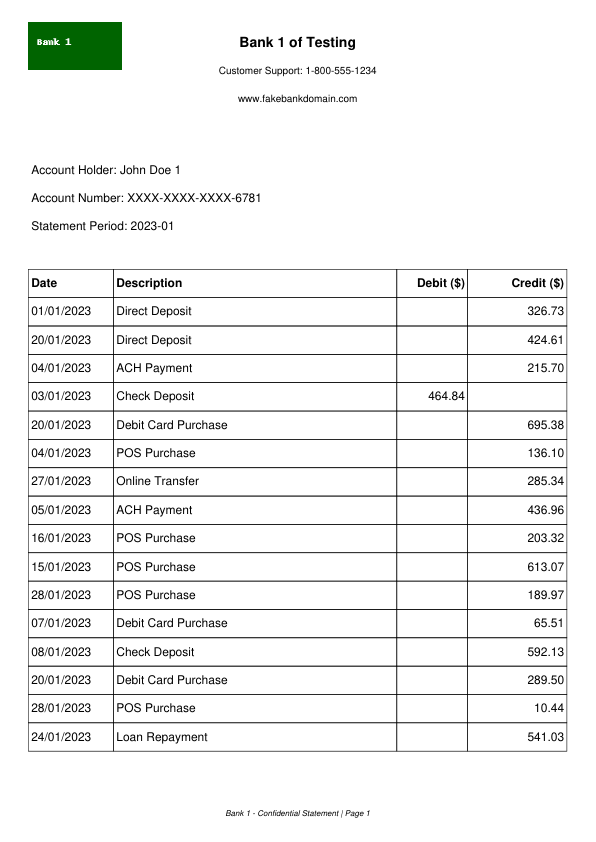 Bank 1
Bank 1 of Testing
Customer Support: 1-800-555-1234
www.fakebankdomain.com
Account Holder: John Doe 1
Account Number: XXXX-XXXX-XXXX-6781
Statement Period: 2023-01
Date Description Debit ($) Credit ($)
01/01/2023 Direct Deposit 326.73
20/01/2023 Direct Deposit 424.61
04/01/2023 ACH Payment 215.70
03/01/2023 Check Deposit 464.84
20/01/2023 Debit Card Purchase 695.38
04/01/2023 POS Purchase 136.10
27/01/2023 Online Transfer 285.34
05/01/2023 ACH Payment 436.96
16/01/2023 POS Purchase 203.32
15/01/2023 POS Purchase 613.07
28/01/2023 POS Purchase 189.97
07/01/2023 Debit Card Purchase 65.51
08/01/2023 Check Deposit 592.13
20/01/2023 Debit Card Purchase 289.50
28/01/2023 POS Purchase 10.44
24/01/2023 Loan Repayment 541.03
Bank 1 - Confidential Statement | Page 1